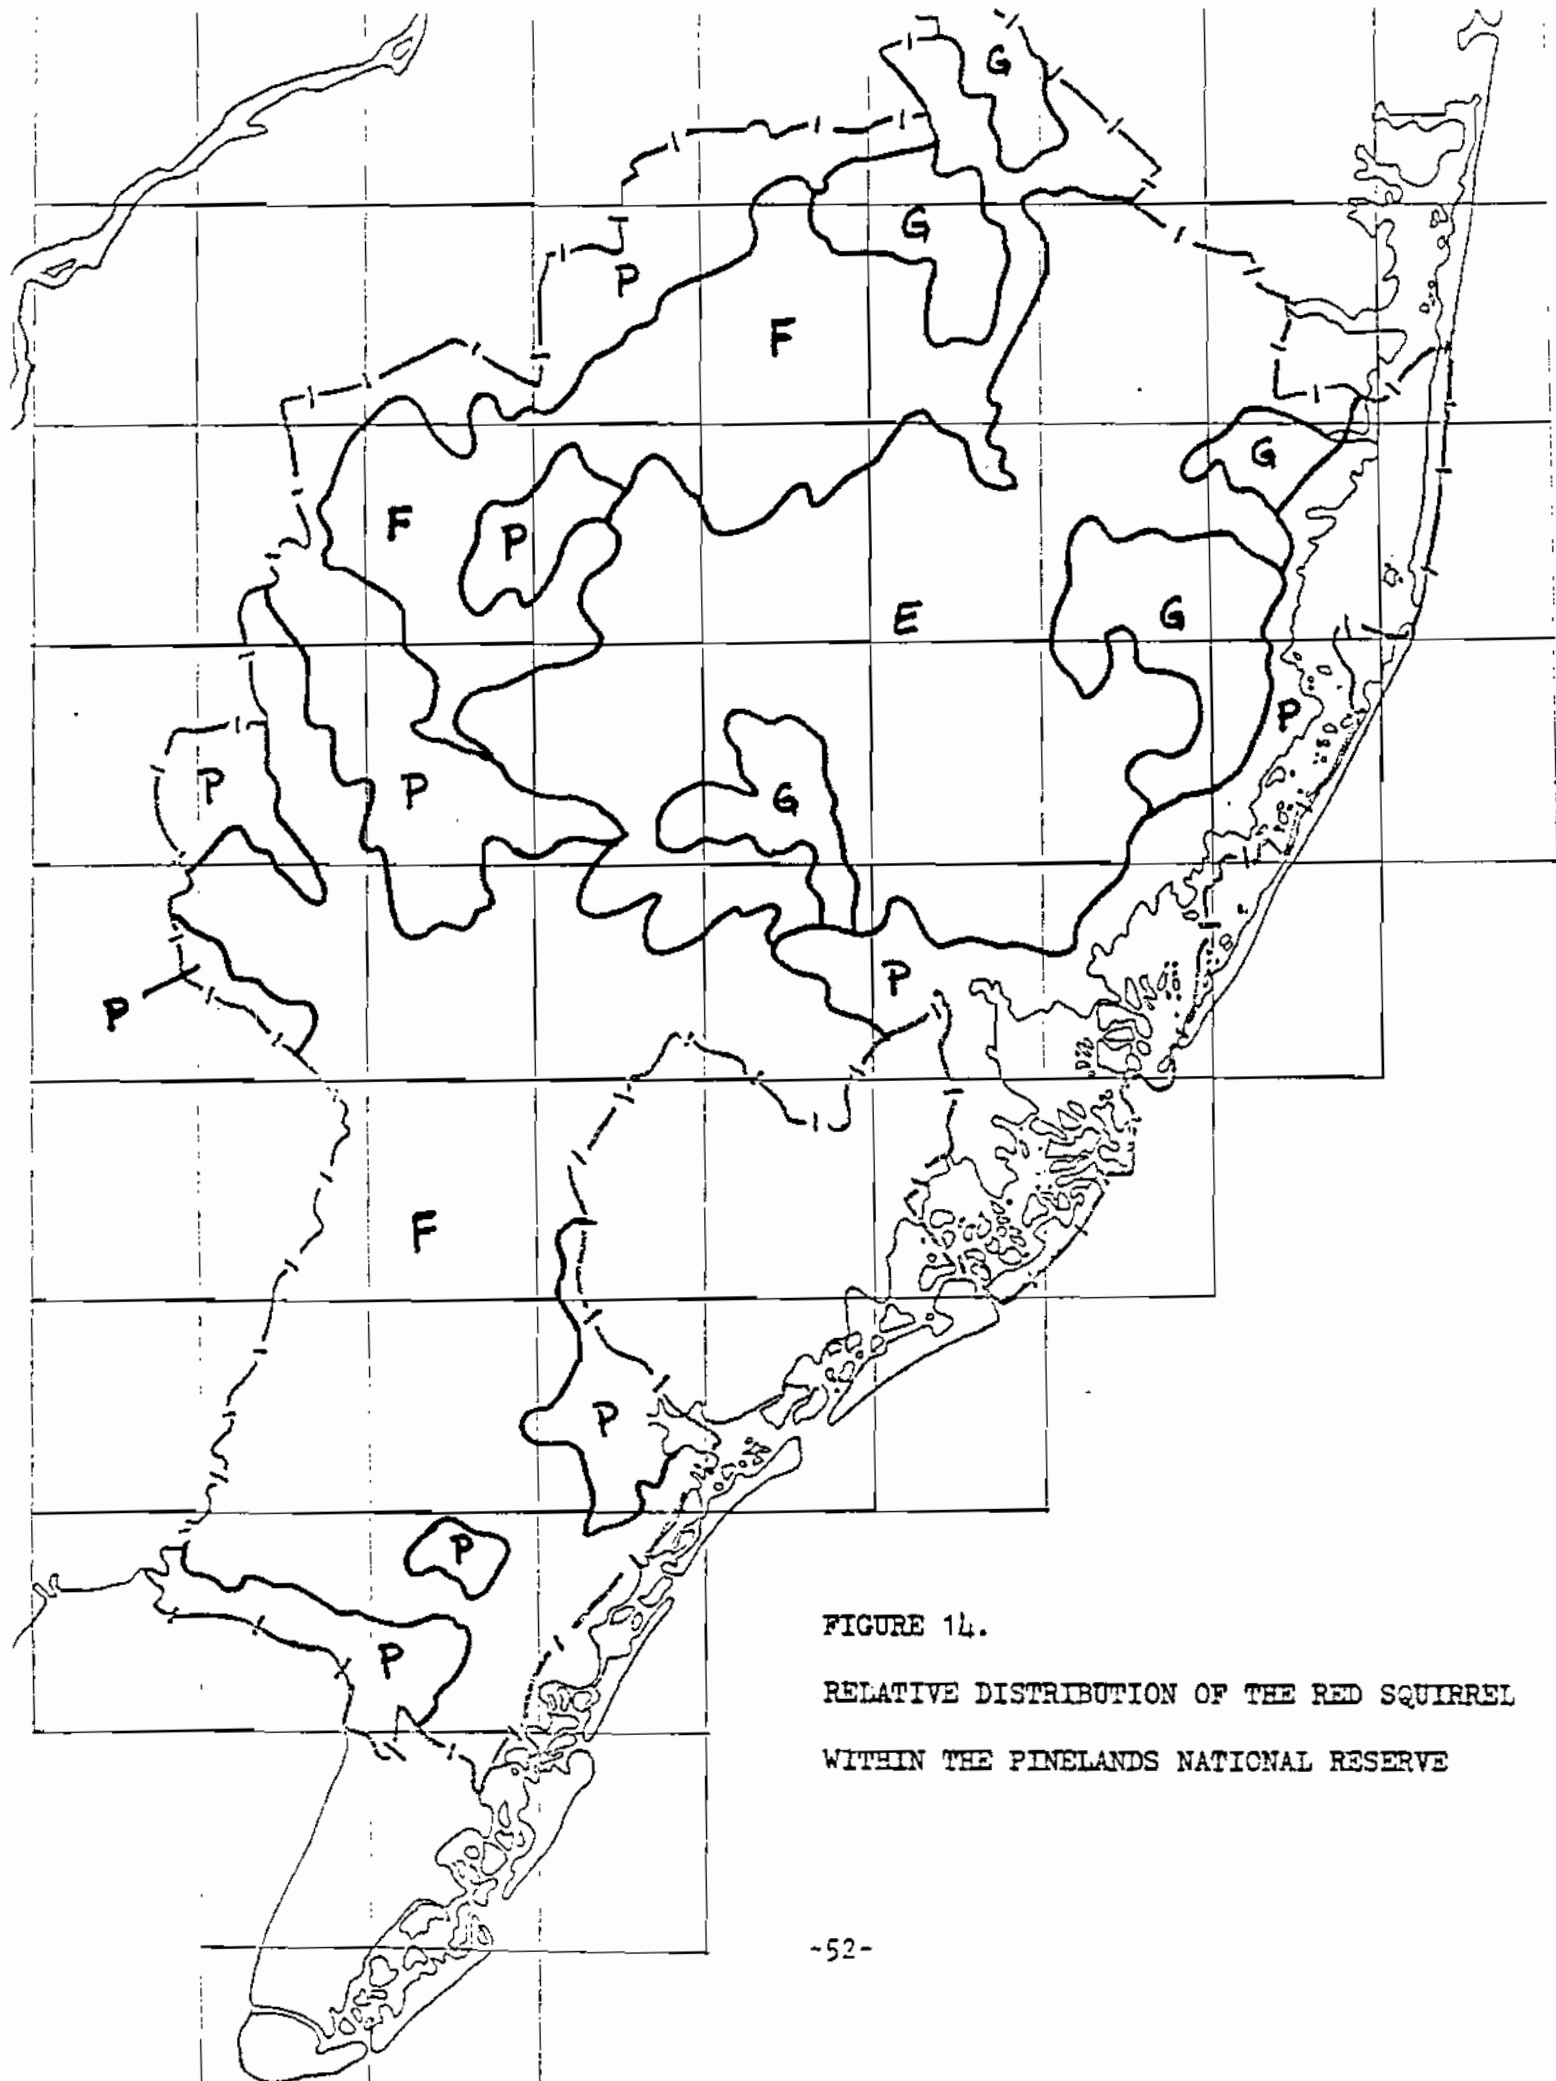 G
G
P
F
G
F
P
E
G
P
P
P
G
P
P
F
P
P
P
FIGURE 14.
RELATIVE DISTRIBUTION OF THE RED SQUIRREL
WITHIN THE PINELANDS NATIONAL RESERVE
-52-